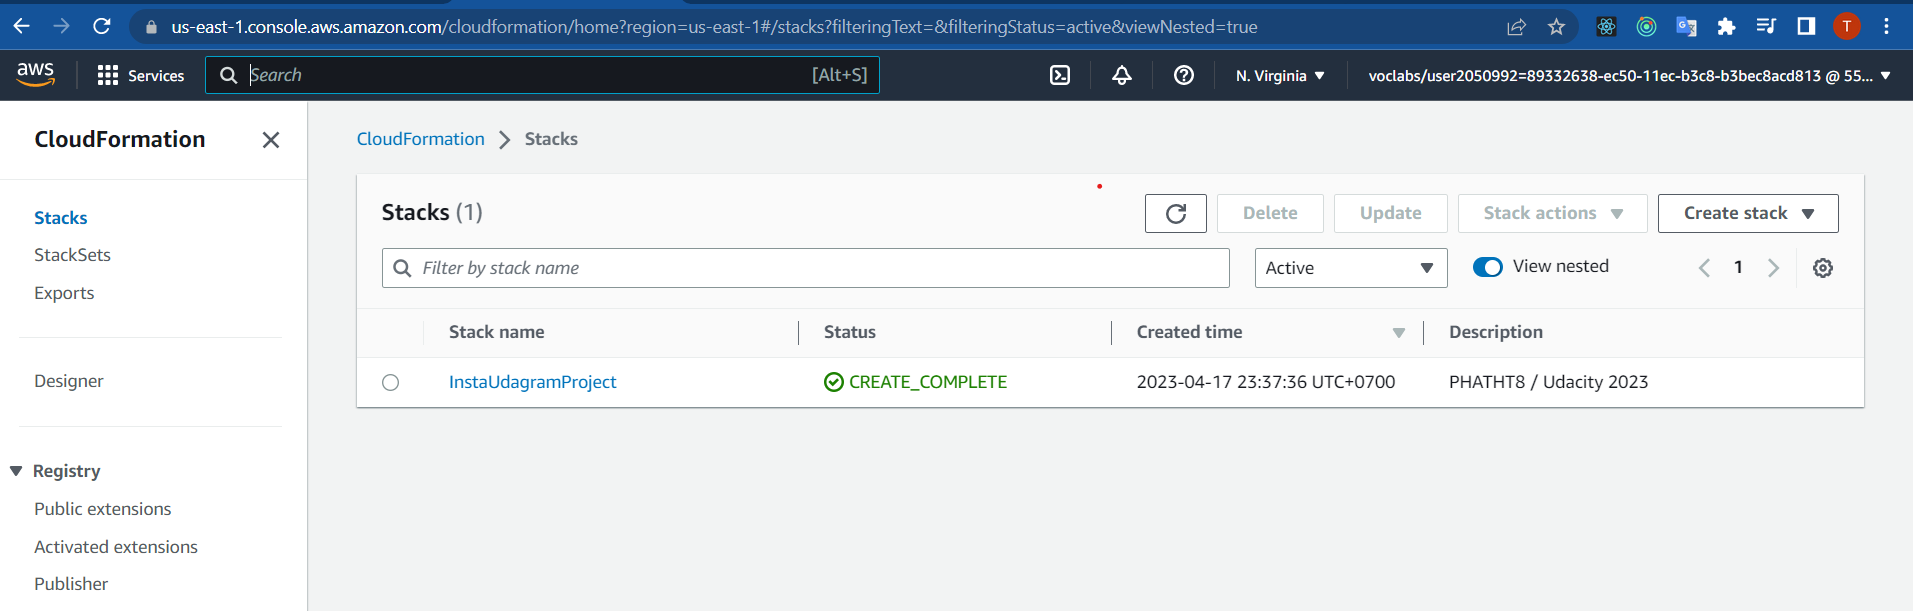 us-east-1.console.aws.amazon.com/cloudformation/home?region=us-east-1#/stacks?filteringText=&filteringStatus=active&viewNested=true
T
aws Services Search [Alt+S] N. Virginia voclabs/user2050992=89332638-ec50-11ec-b3c8-b3bec8acd813 @ 55...
CloudFormation
Stacks
StackSets
Exports
Designer
Registry
Public extensions
Activated extensions
Publisher
CloudFormation Stacks
Stacks (1) Delete Update Stack actions Create stack
Filter by stack name Active View nested 1
Stack name Status Created time Description
InstaUdagramProject CREATE_COMPLETE 2023-04-17 23:37:36 UTC+0700 PHATHT8 / Udacity 2023